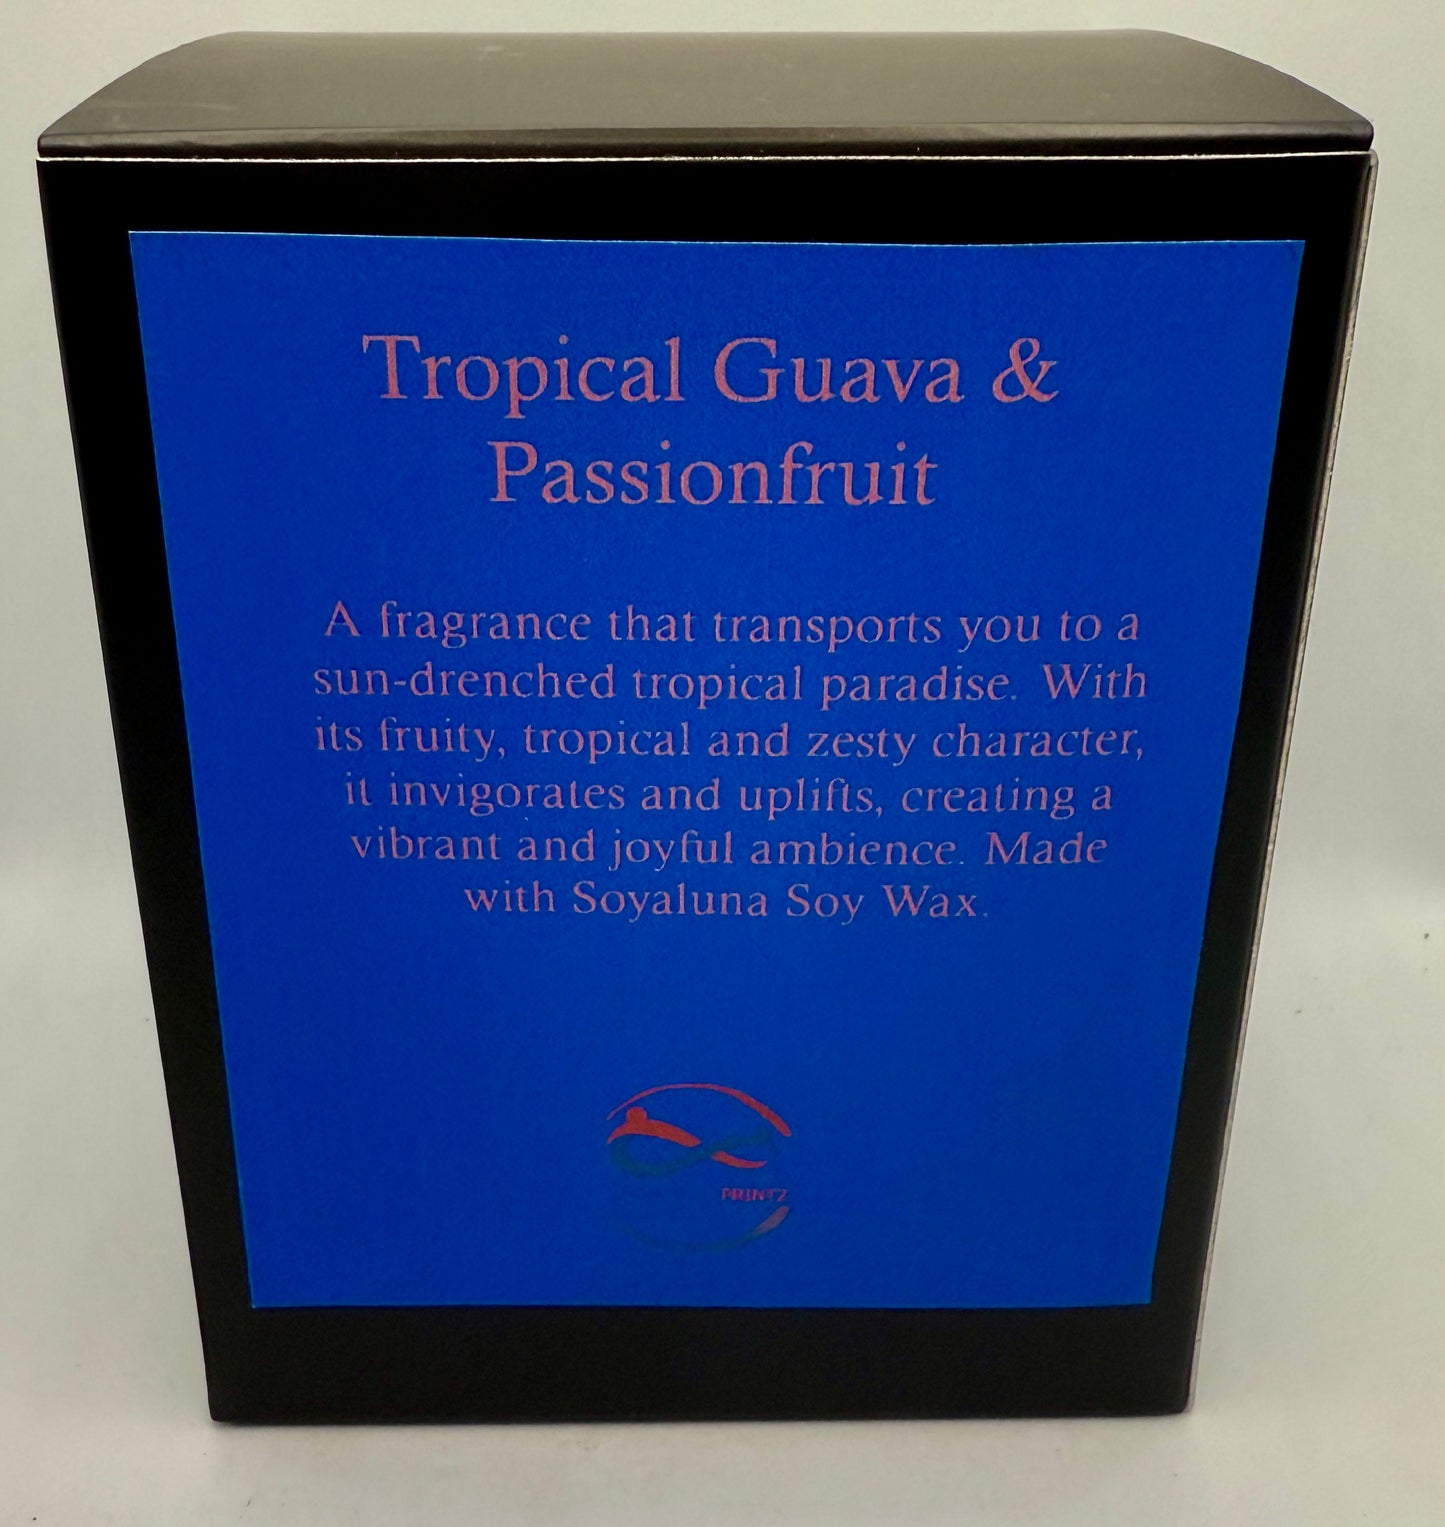 Tropical Guava &
Passionfruit
A fragrance that transports you to a
sun-drenched tropical paradise. With
its fruity, tropical and zesty character,
it invigorates and uplifts, creating a
vibrant and joyful ambience. Made
with Soyaluna Soy Wax.
PRINTZ